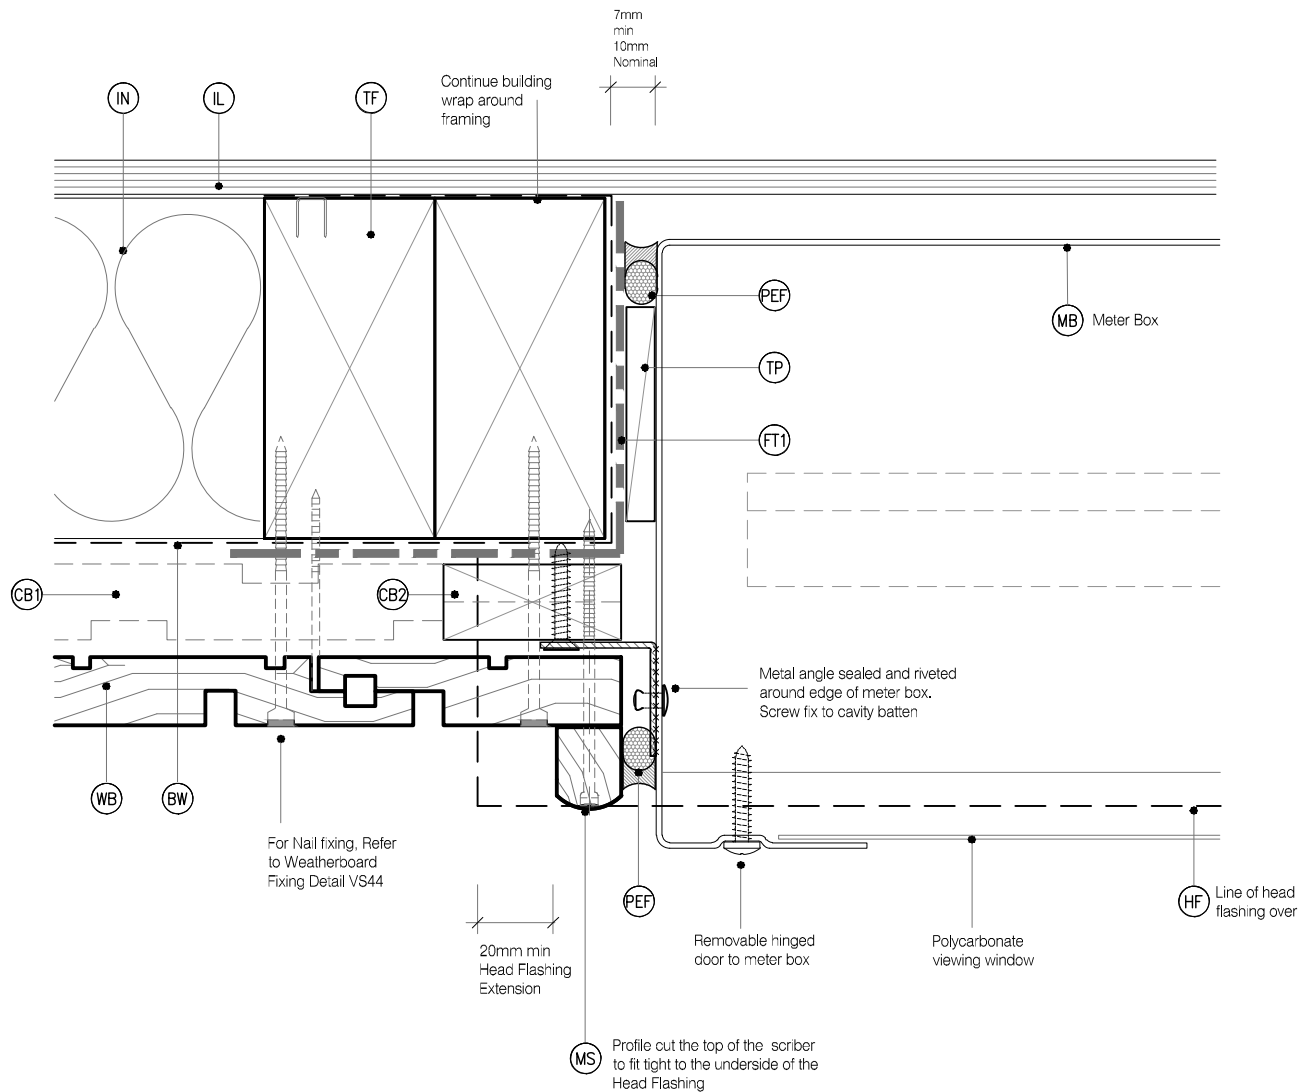 7mm
min
10mm
Nominal
Continue building
wrap around
framing
IN
IL
TF
PEF
MB
Meter Box
TP
FT1
CB1
CB2
Metal angle sealed and riveted
around edge of meter box.
Screw fix to cavity batten
WB
BW
For Nail fixing, Refer
to Weatherboard
Fixing Detail VS44
PEF
HF
Line of head
flashing over
20mm min
Head Flashing
Extension
Removable hinged
door to meter box
Polycarbonate
viewing window
MS
Profile cut the top of the scriber
to fit tight to the underside of the
Head Flashing